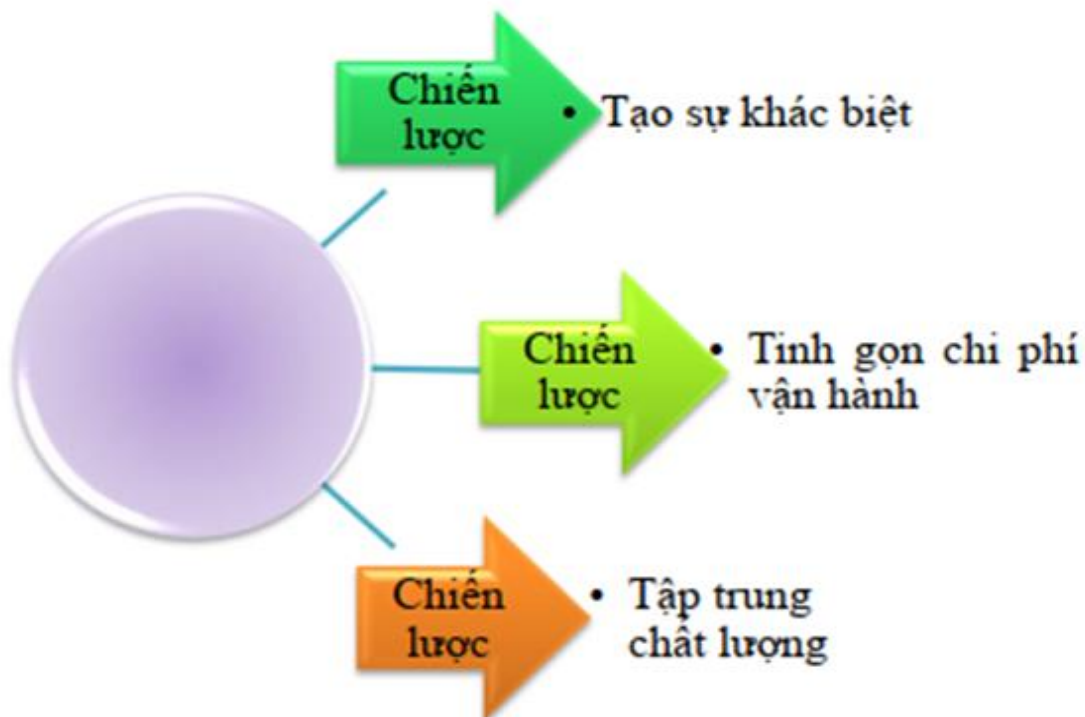 Chiến
lược
• Tạo sự khác biệt
Chiến
lược
• Tinh gọn chi phí
vận hành
Chiến
lược
• Tập trung
chất lượng